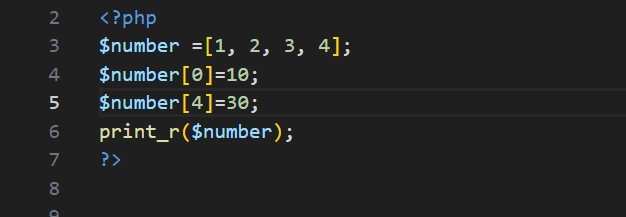 2 <?php
3 $number =[1, 2, 3, 4];
4 $number[0]=10;
5 $number[4]=30;
6 print_r($number);
7 ?>
8
9